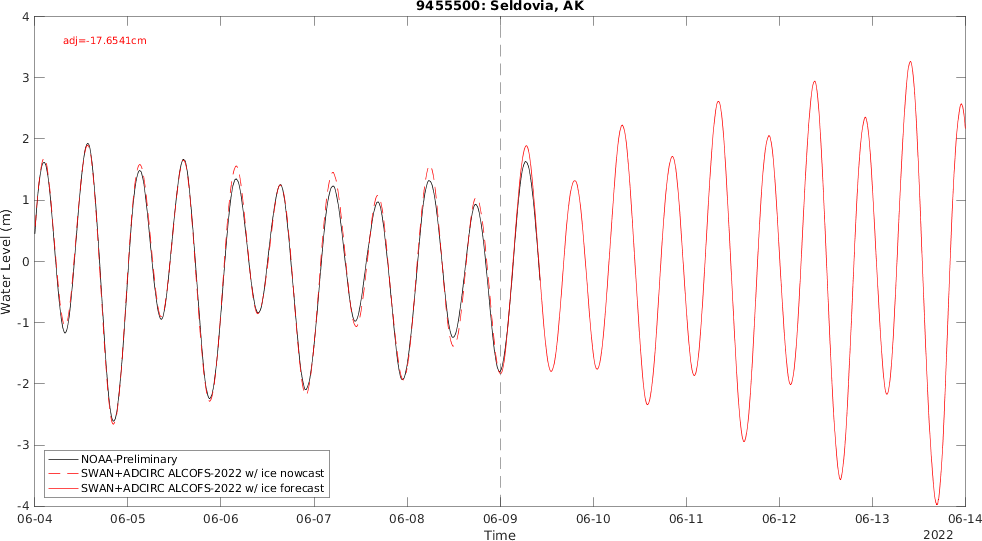 9455500: Seldovia, AK
adj=-17.6541cm
Water Level (m)
4
3
2
1
0
-1
-2
-3
-4
NOAA-Preliminary
SWAN+ADCIRC ALCOFS-2022 w/ ice nowcast
SWAN+ADCIRC ALCOFS-2022 w/ ice forecast
06-04 06-05 06-06 06-07 06-08 06-09 06-10 06-11 06-12 06-13 06-14
Time
2022